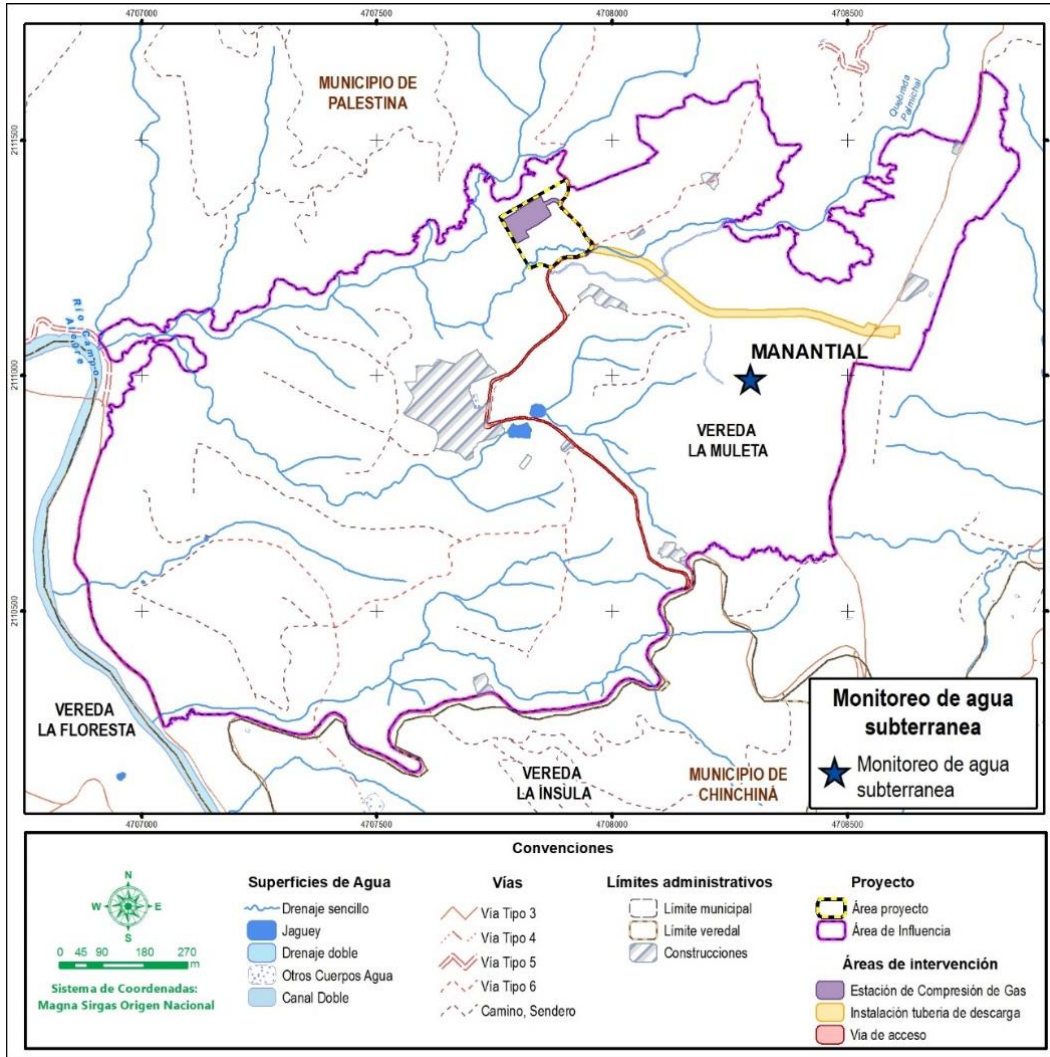 4707000
4707500
4708000
4708500
MUNICIPIO DE
PALESTINA
Quebrada
Palmichal
2111500
Río Campo
Alegre
MANANTIAL
2111000
VEREDA
LA MULETA
2110500
VEREDA
LA FLORESTA
VEREDA
LA ÍNSULA
MUNICIPIO DE
CHINCHINÁ
Monitoreo de agua
subterranea
Monitoreo de agua
subterranea
4707000
4707500
4708000
4708500
Convenciones
N
W
E
S
0 45 90 180 270
m
Sistema de Coordenadas:
Magna Sirgas Origen Nacional
Superficies de Agua
Drenaje sencillo
Jaguey
Drenaje doble
Otros Cuerpos Agua
Canal Doble
Vías
Vía Tipo 3
Vía Tipo 4
Vía Tipo 5
Vía Tipo 6
Camino, Sendero
Límites administrativos
Límite municipal
Límite veredal
Construcciones
Proyecto
Área proyecto
Área de Influencia
Áreas de intervención
Estación de Compresión de Gas
Instalación tuberia de descarga
Via de acceso